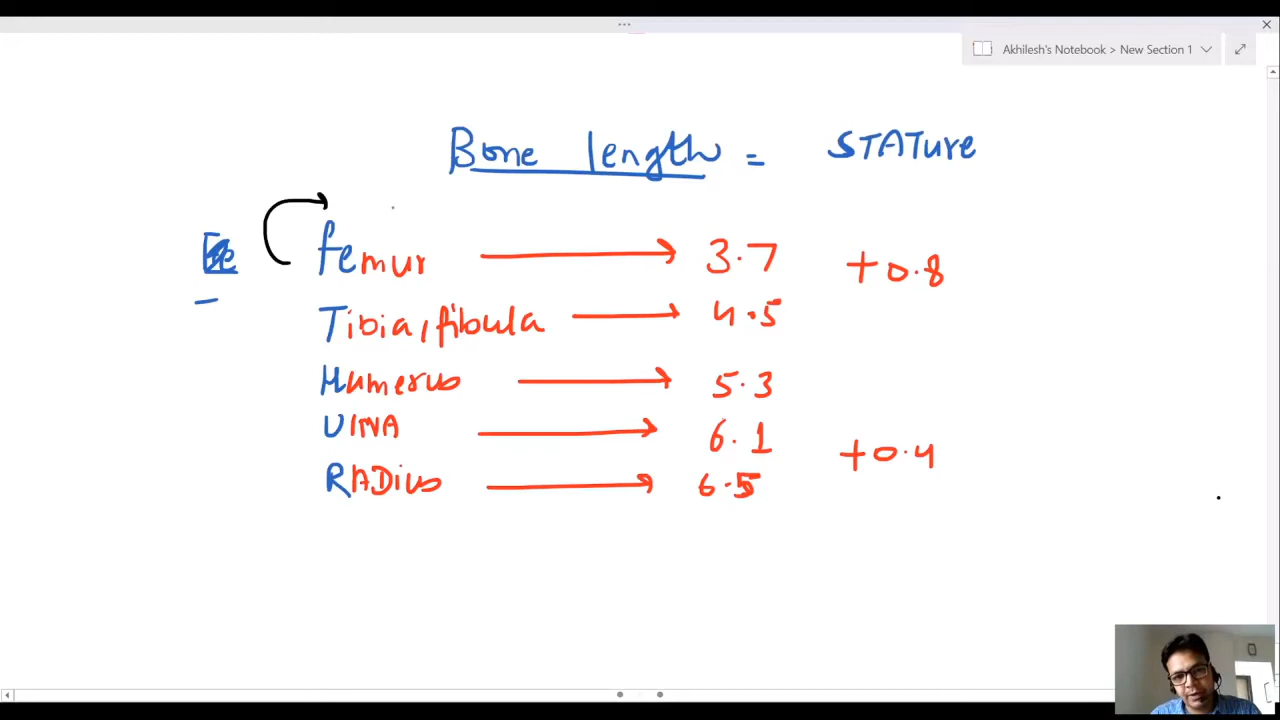 Akhilesh's Notebook > New Section 1
Bone length = STATure
femur 3.7 +0.8
Tibia, fibula 4.5
Humerus 5.3
UlNA 6.1 +0.4
RADius 6.5